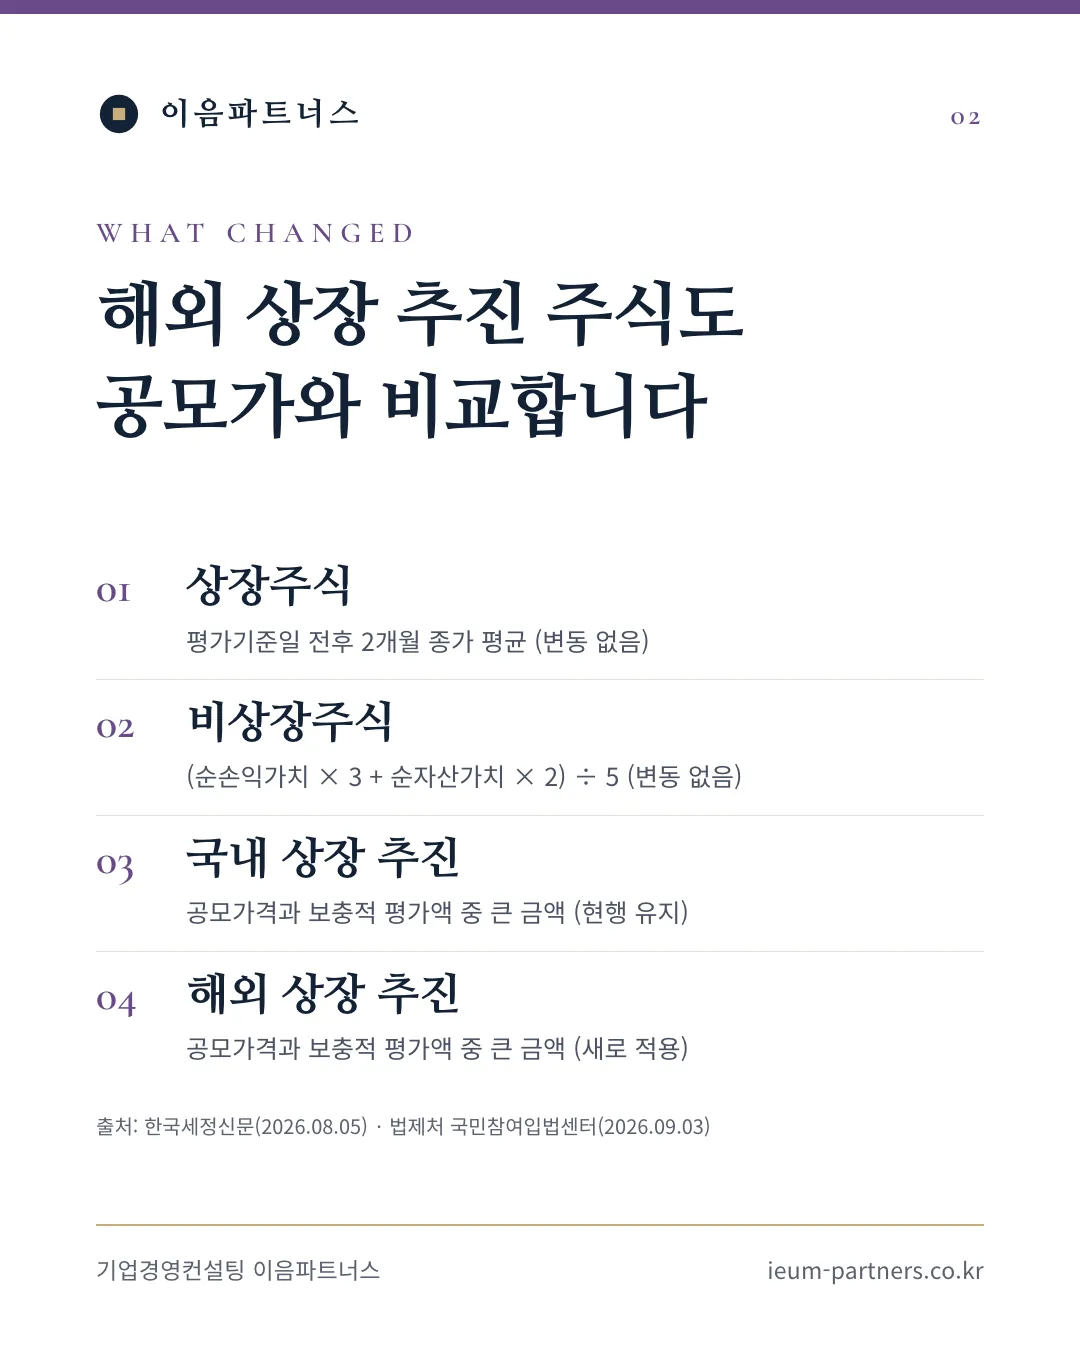 이음파트너스
02
WHAT CHANGED
해외 상장 추진 주식도
공모가와 비교합니다
01 상장주식
평가기준일 전후 2개월 종가 평균 (변동 없음)
02 비상장주식
(순손익가치 × 3 + 순자산가치 × 2) ÷ 5 (변동 없음)
03 국내 상장 추진
공모가격과 보충적 평가액 중 큰 금액 (현행 유지)
04 해외 상장 추진
공모가격과 보충적 평가액 중 큰 금액 (새로 적용)
출처: 한국세정신문(2026.08.05) · 법제처 국민참여입법센터(2026.09.03)
기업경영컨설팅 이음파트너스
ieum-partners.co.kr